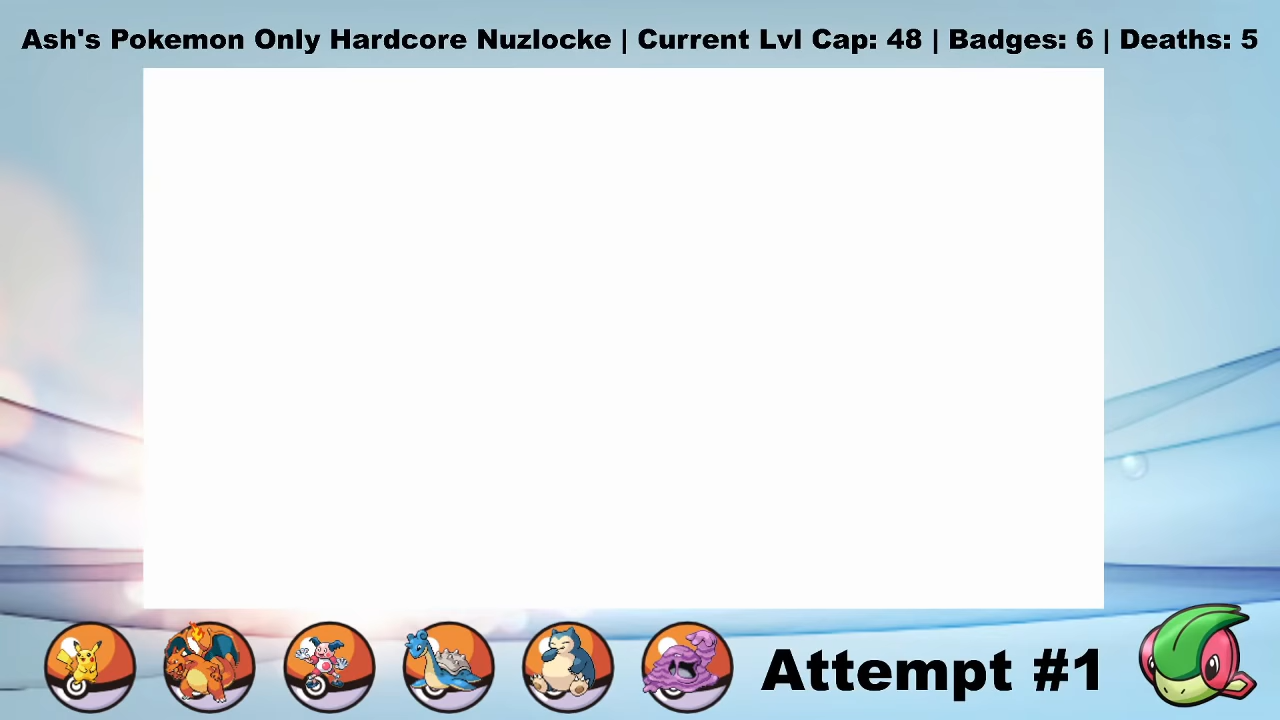 Ash's Pokemon Only Hardcore Nuzlocke | Current Lvl Cap: 48 | Badges: 6 | Deaths: 5
Attempt #1